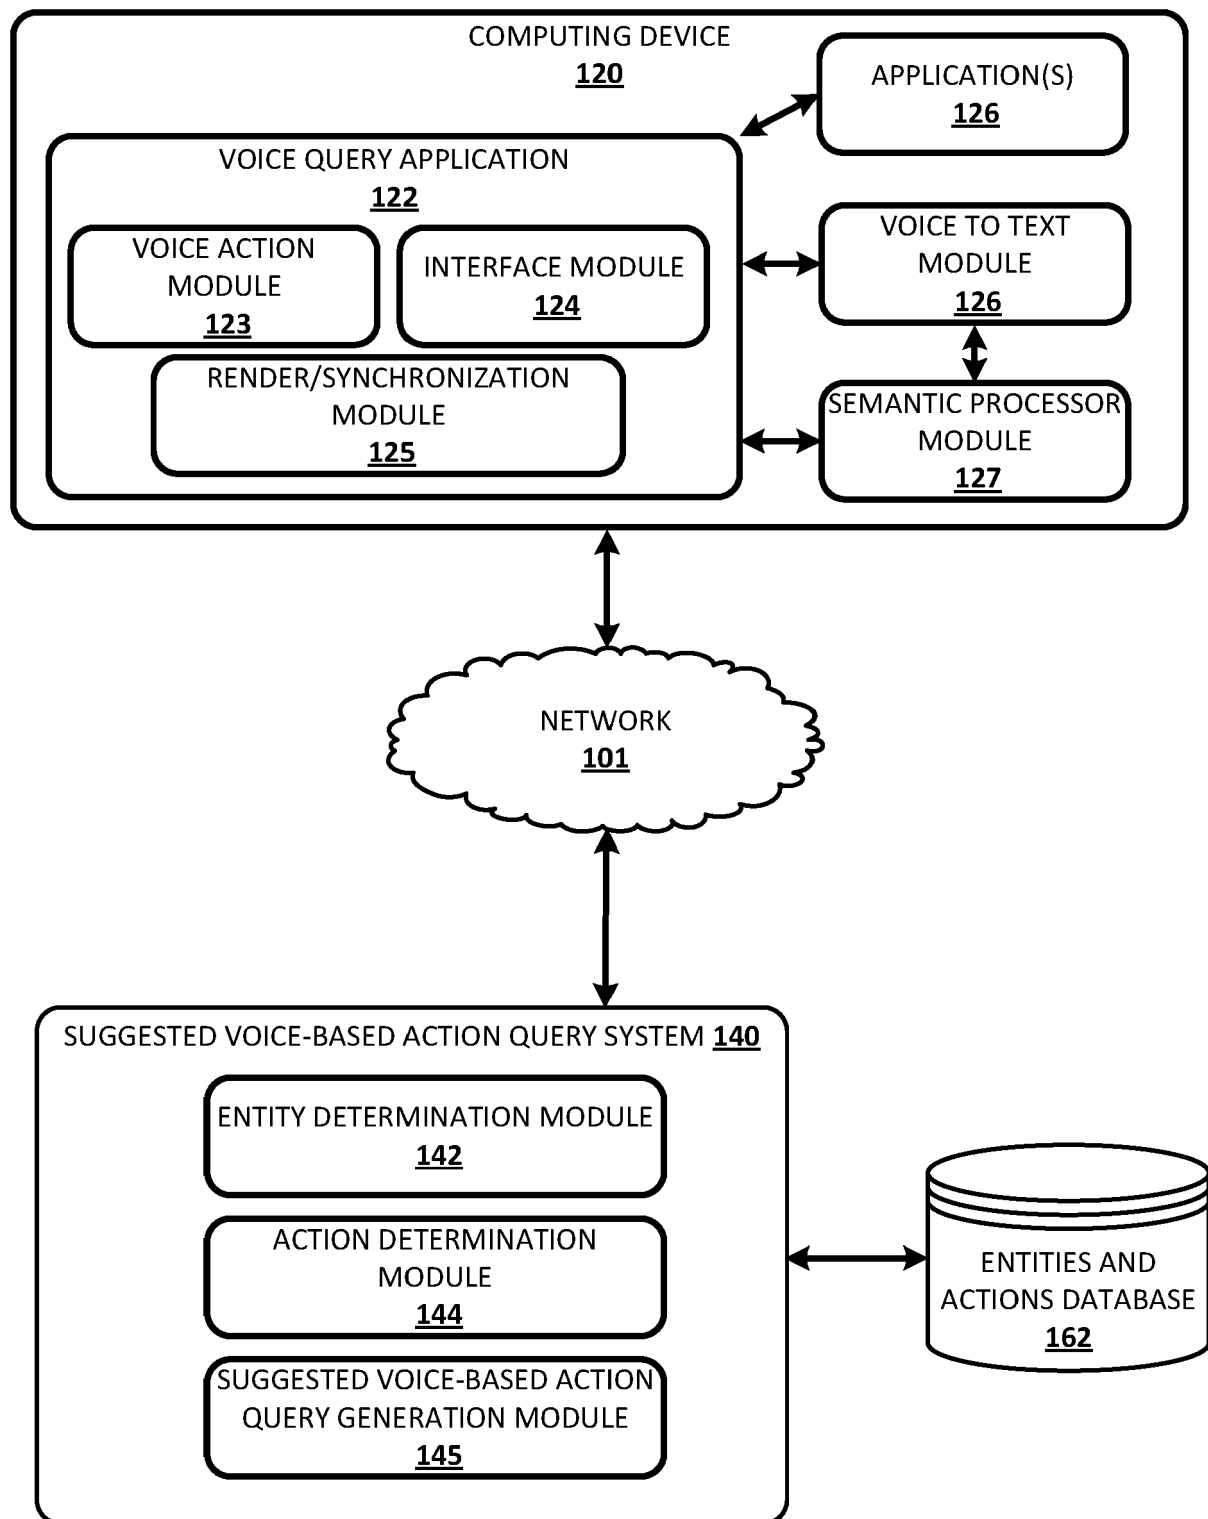 COMPUTING DEVICE
120
APPLICATION(S)
126
VOICE QUERY APPLICATION
122
VOICE ACTION
MODULE
123
INTERFACE MODULE
124
RENDER/SYNCHRONIZATION
MODULE
125
VOICE TO TEXT
MODULE
126
SEMANTIC PROCESSOR
MODULE
127
NETWORK
101
SUGGESTED VOICE-BASED ACTION QUERY SYSTEM 140
ENTITY DETERMINATION MODULE
142
ACTION DETERMINATION
MODULE
144
SUGGESTED VOICE-BASED ACTION
QUERY GENERATION MODULE
145
ENTITIES AND
ACTIONS DATABASE
162